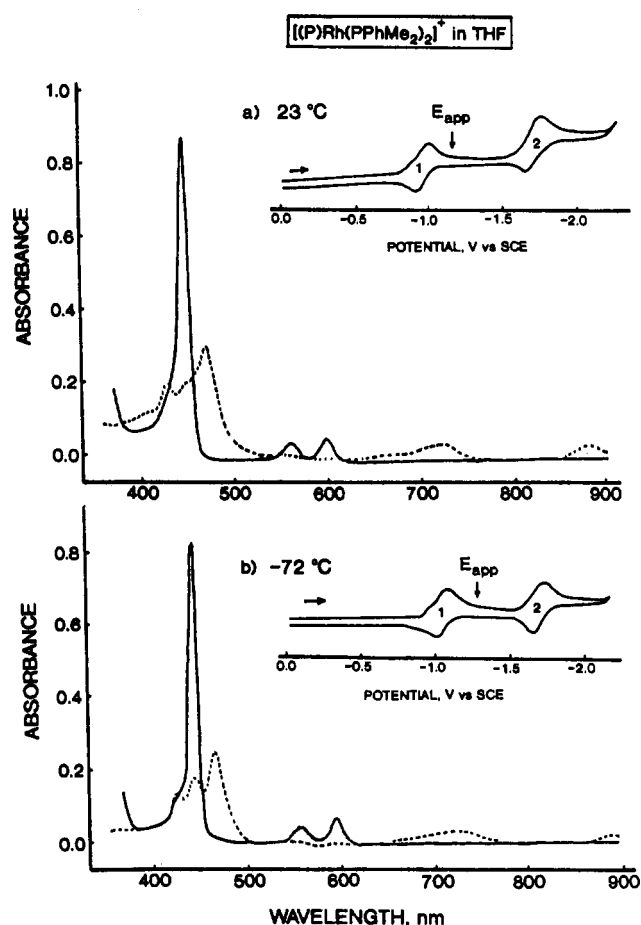 [(P)Rh(PPhMe₂)₂]⁺ in THF
a) 23 °C
E_app
1
2
0.0 −0.5 −1.0 −1.5 −2.0
POTENTIAL, V vs SCE
ABSORBANCE
1.0
0.8
0.6
0.4
0.2
0.0
400 500 600 700 800 900
b) −72 °C
E_app
1
2
0.0 −0.5 −1.0 −1.5 −2.0
POTENTIAL, V vs SCE
ABSORBANCE
0.8
0.6
0.4
0.2
0.0
400 500 600 700 800 900
WAVELENGTH, nm